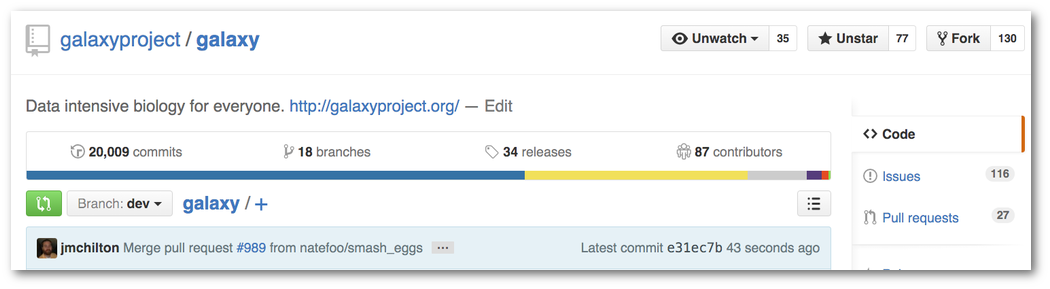 galaxyproject / galaxy
Unwatch 35 Unstar 77 Fork 130
Data intensive biology for everyone. http://galaxyproject.org/ — Edit
20,009 commits 18 branches 34 releases 87 contributors
Branch: dev galaxy / +
jmchilton Merge pull request #989 from natefoo/smash_eggs ... Latest commit e31ec7b 43 seconds ago
Code
Issues 116
Pull requests 27